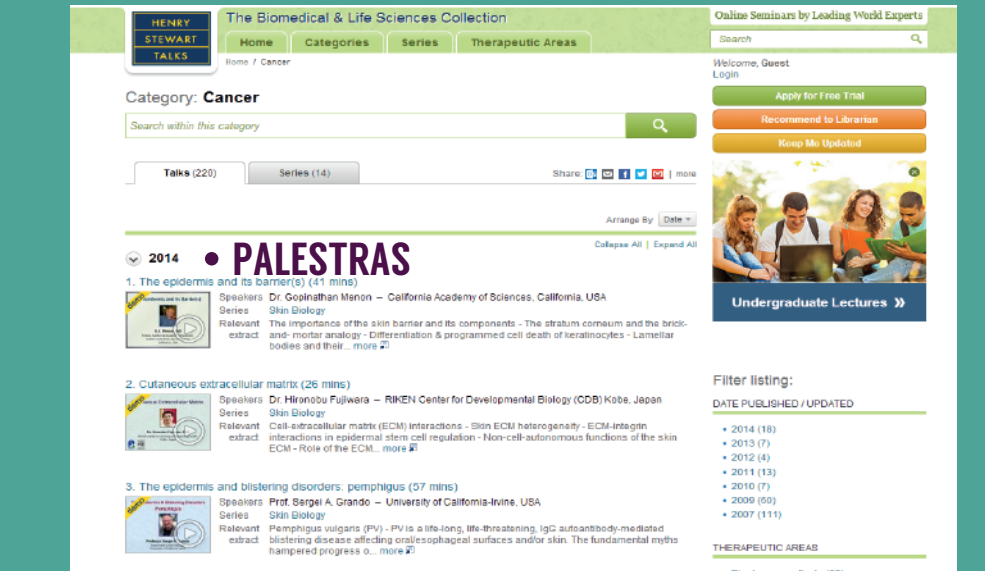 HENRY
STEWART
TALKS
The Biomedical & Life Sciences Collection
Home Categories Series Therapeutic Areas
Home / Cancer
Online Seminars by Leading World Experts
Search
Welcome, Guest
Login
Apply for Free Trial
Recommend to Librarian
Keep Me Updated
Category: Cancer
Search within this category
Talks (220) Series (14)
Share: | more
Arrange By Date
Collapse All | Expand All
2014 • PALESTRAS
1. The epidermis and its barrier(s) (41 mins)
demo
Speakers Dr. Gopinathan Menon – California Academy of Sciences, California, USA
Series Skin Biology
Relevant The importance of the skin barrier and its components - The stratum corneum and the brick-
extract and- mortar analogy - Differentiation & programmed cell death of keralinocytes - Lamellar
bodies and their... more
2. Cutaneous extracellular matrix (26 mins)
demo
Speakers Dr. Hironobu Fujiwara – RIKEN Center for Developmental Biology (CDB) Kobe, Japan
Series Skin Biology
Relevant Cell-extracellular matrix (ECM) interactions - Skin ECM heterogeneity - ECM-integrin
extract interactions in epidermal stem cell regulation - Non-cell-autonomous functions of the skin
ECM - Role of the ECM... more
3. The epidermis and blistering disorders: pemphigus (57 mins)
demo
Pemphigus
Speakers Prof. Sergei A. Grando – University of California-Irvine, USA
Series Skin Biology
Relevant Pemphigus vulgaris (PV) - PV is a life-long, life-threatening, IgG autoantibody-mediated
extract blistering disease affecting oral/esophageal surfaces and/or skin. The fundamental myths
hampered progress o... more
Undergraduate Lectures »
Filter listing:
DATE PUBLISHED / UPDATED
• 2014 (18)
• 2013 (7)
• 2012 (4)
• 2011 (13)
• 2010 (7)
• 2009 (60)
• 2007 (111)
THERAPEUTIC AREAS